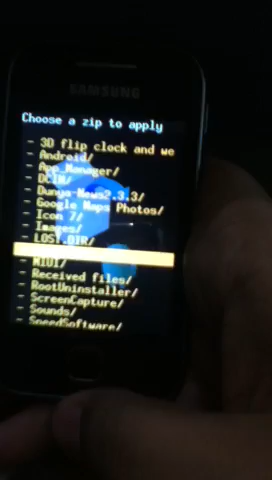 SAMSUNG
Choose a zip to apply
- 3D flip clock and we
- Android/
- App_Manager/
- DCIM/
- Dunya-News2.3.3/
- Google Maps Photos/
- Icon 7/
- Images/
- LOST.DIR/
- MIUI/
- Received files/
- RootUninstaller/
- ScreenCapture/
- Sounds/
- SpeedSoftware/